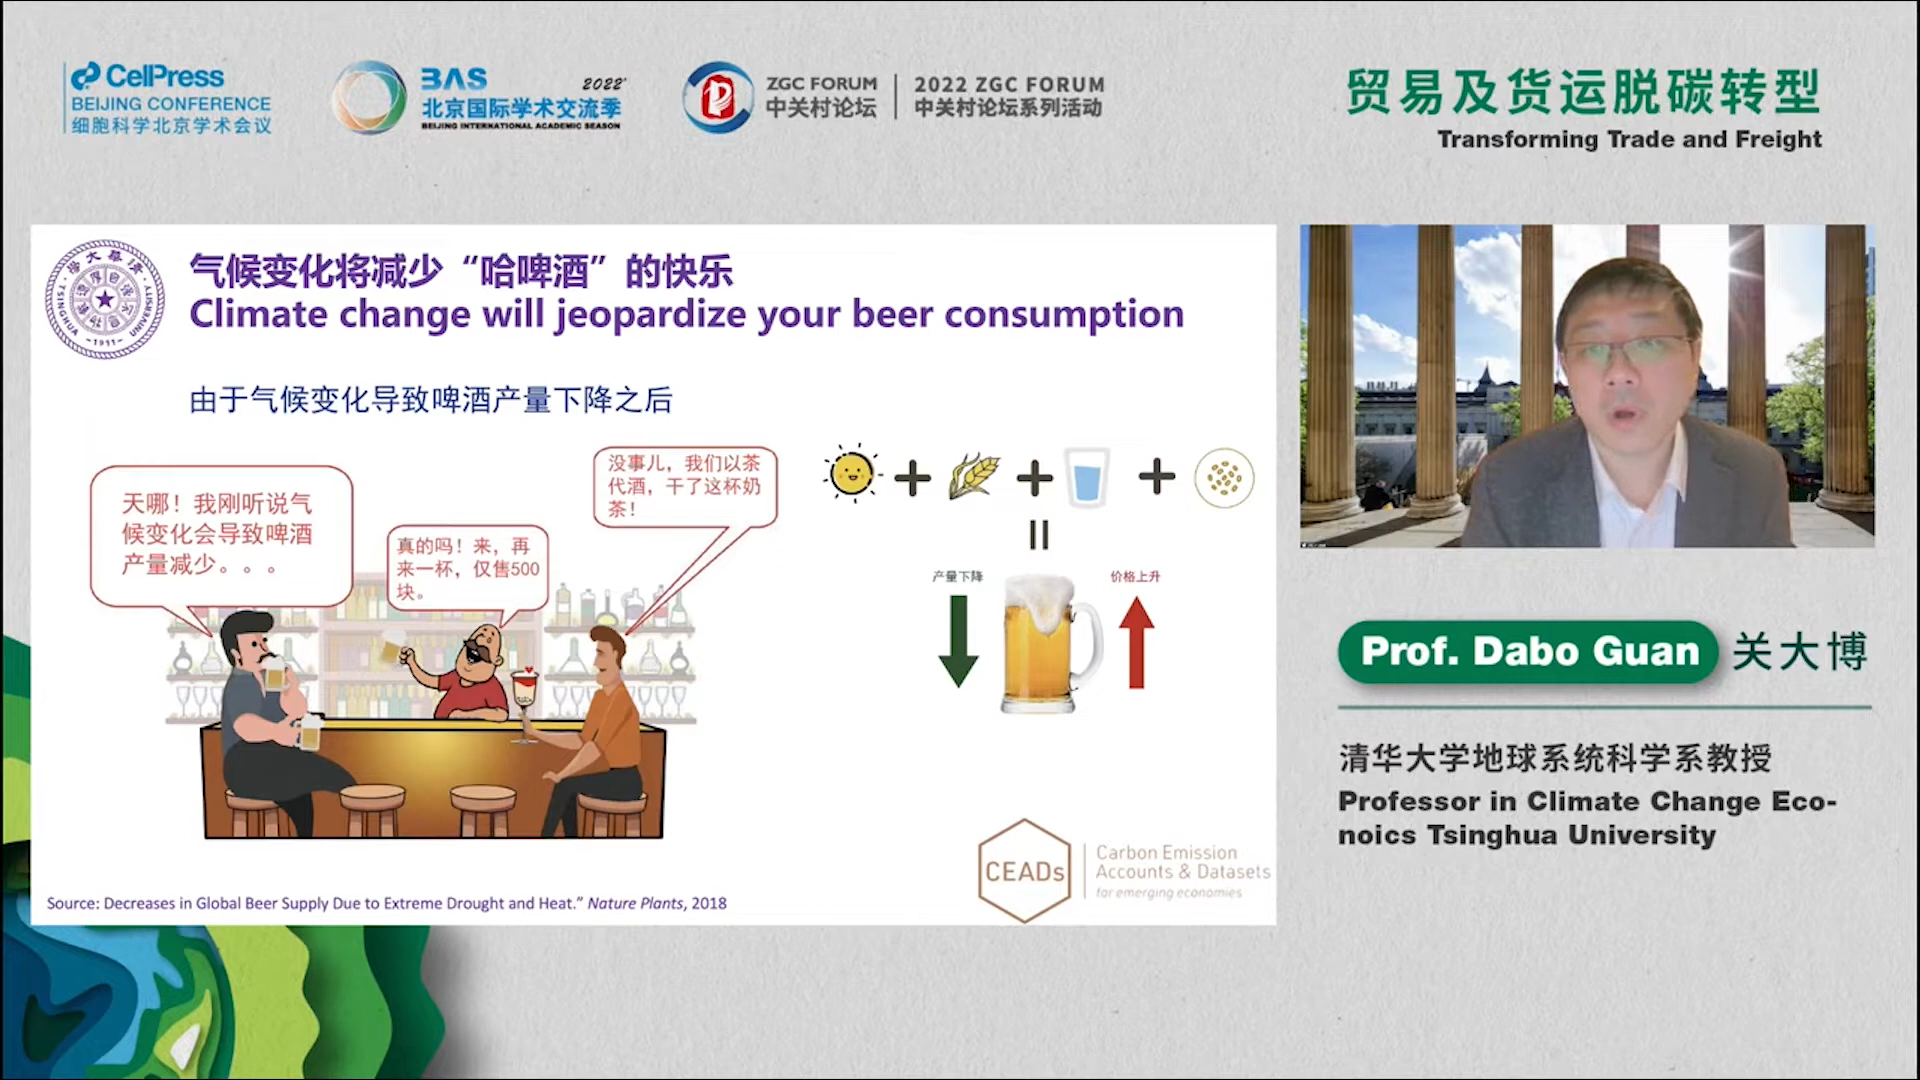 CellPress
BEIJING CONFERENCE
细胞科学北京学术会议
BAS 2022
北京国际学术交流季
BEIJING INTERNATIONAL ACADEMIC SEASON
ZGC FORUM
中关村论坛
2022 ZGC FORUM
中关村论坛系列活动
贸易及货运脱碳转型
Transforming Trade and Freight
TSINGHUA UNIVERSITY
-1911-
气候变化将减少“哈啤酒”的快乐
Climate change will jeopardize your beer consumption
由于气候变化导致啤酒产量下降之后
天哪！我刚听说气
候变化会导致啤酒
产量减少。。。
真的吗！来，再
来一杯，仅售500
块。
没事儿，我们以茶
代酒，干了这杯奶
茶！
产量下降
价格上升
CEADs
Carbon Emission
Accounts & Datasets
for emerging economies
Source: Decreases in Global Beer Supply Due to Extreme Drought and Heat.” Nature Plants, 2018
Prof. Dabo Guan 关大博
清华大学地球系统科学系教授
Professor in Climate Change Eco-
noics Tsinghua University